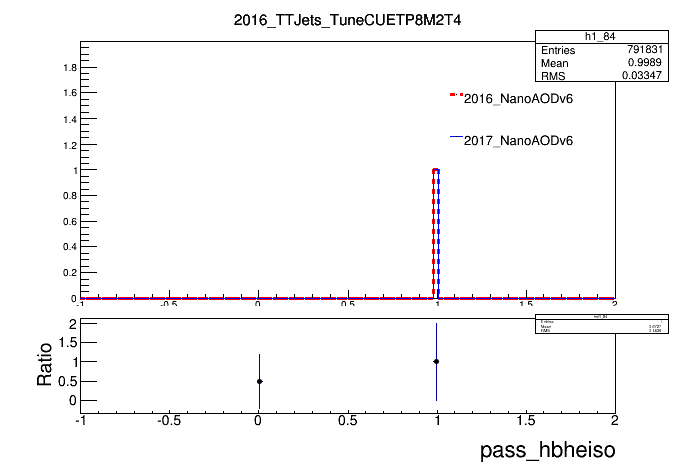 2016_TTJets_TuneCUETP8M2T4
h1_84
Entries 791831
Mean 0.9989
RMS 0.03347
2016_NanoAODv6
2017_NanoAODv6
1.8
1.6
1.4
1.2
1
0.8
0.6
0.4
0.2
0
-1 -0.5 0 0.5 1 1.5 2
Entries
Mean
RMS
Ratio
2
1.5
1
0.5
0
-1 -0.5 0 0.5 1 1.5 2
pass_hbheiso